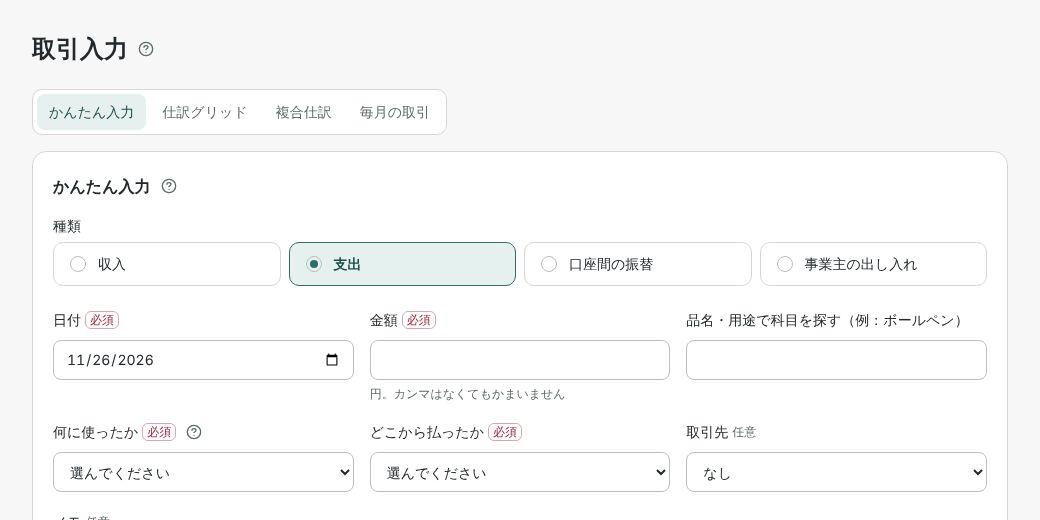 取引入力
かんたん入力 仕訳グリッド 複合仕訳 毎月の取引
かんたん入力
種類
収入 支出 口座間の振替 事業主の出し入れ
日付 必須 金額 必須 品名・用途で科目を探す（例：ボールペン）
11/26/2026
円。カンマはなくてもかまいません
何に使ったか 必須 どこから払ったか 必須 取引先 任意
選んでください 選んでください なし